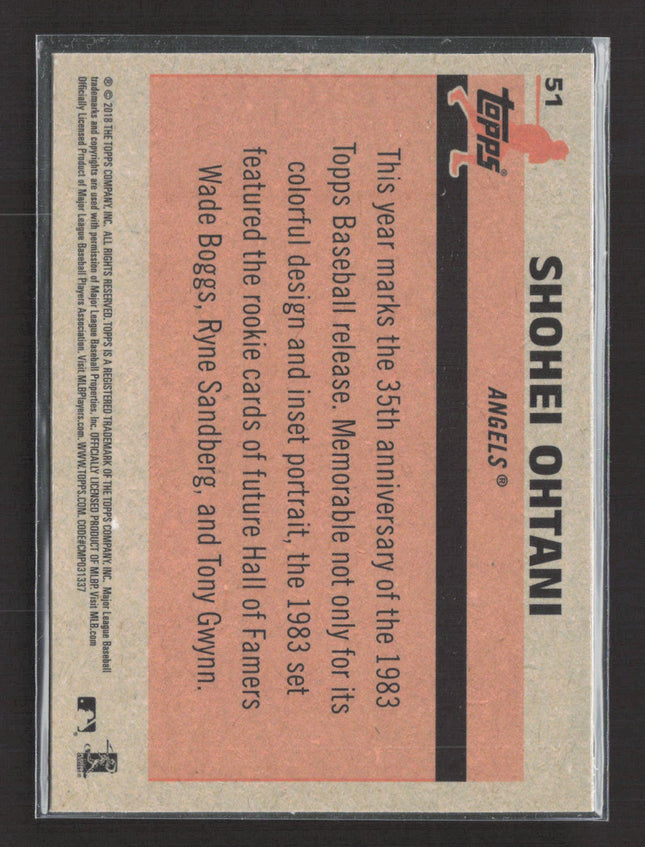 51
SHOHEI OHTANI
Topps®
ANGELS®
This year marks the 35th anniversary of the 1983
Topps Baseball release. Memorable not only for its
colorful design and inset portrait, the 1983 set
featured the rookie cards of future Hall of Famers
Wade Boggs, Ryne Sandberg, and Tony Gwynn.
® © 2018 THE TOPPS COMPANY, INC. ALL RIGHTS RESERVED. TOPPS IS A REGISTERED TRADEMARK OF THE TOPPS COMPANY, INC. Major League Baseball
trademarks and copyrights are used with permission of Major League Baseball Properties, Inc. OFFICIALLY LICENSED PRODUCT OF MLBP. Visit MLB.com
Officially Licensed Product of Major League Baseball Players Association. Visit MLBPlayers.com. WWW.TOPPS.COM. CODE#CMP031337